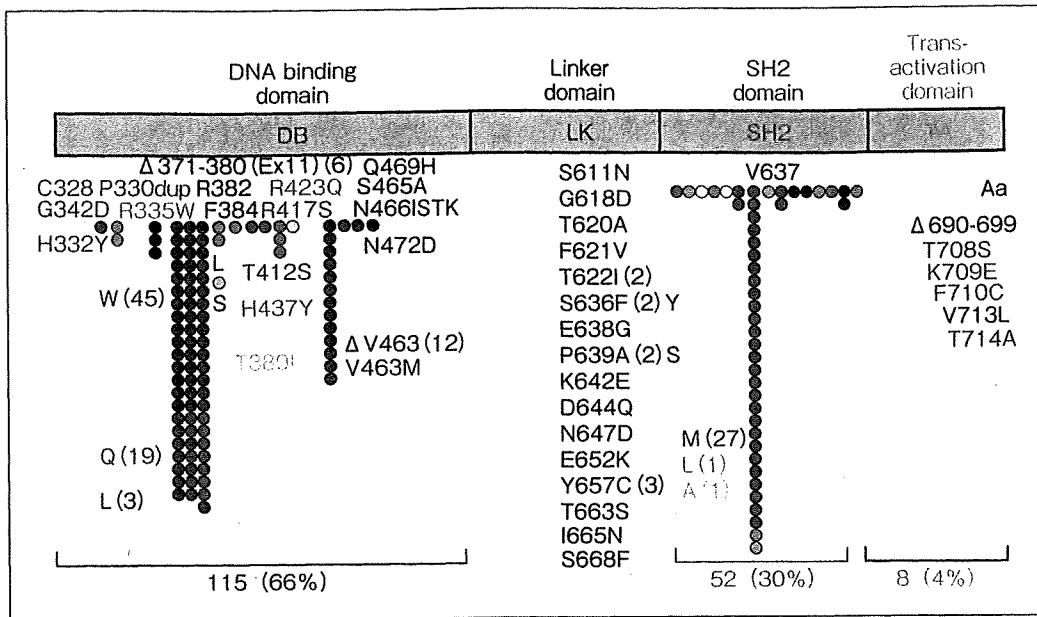 DNA binding domain
Linker domain
SH2 domain
Trans-activation domain
DB
LK
SH2
Δ 371-380 (Ex11) (6) Q469H
C328 P330dup R382 R423Q S465A
G342D R335W F384 R417S N466ISTK
H332Y
N472D
L
S
T412S
W (45)
H437Y
Δ V463 (12)
V463M
Q (19)
L (3)
115 (66%)
S611N
G618D
T620A
F621V
T622I (2)
S636F (2) Y
E638G
P639A (2) S
K642E
D644Q
N647D
E652K
Y657C (3)
T663S
I665N
S668F
V637
M (27)
L (1)
A (1)
52 (30%)
Aa
Δ 690-699
T708S
K709E
F710C
V713L
T714A
8 (4%)